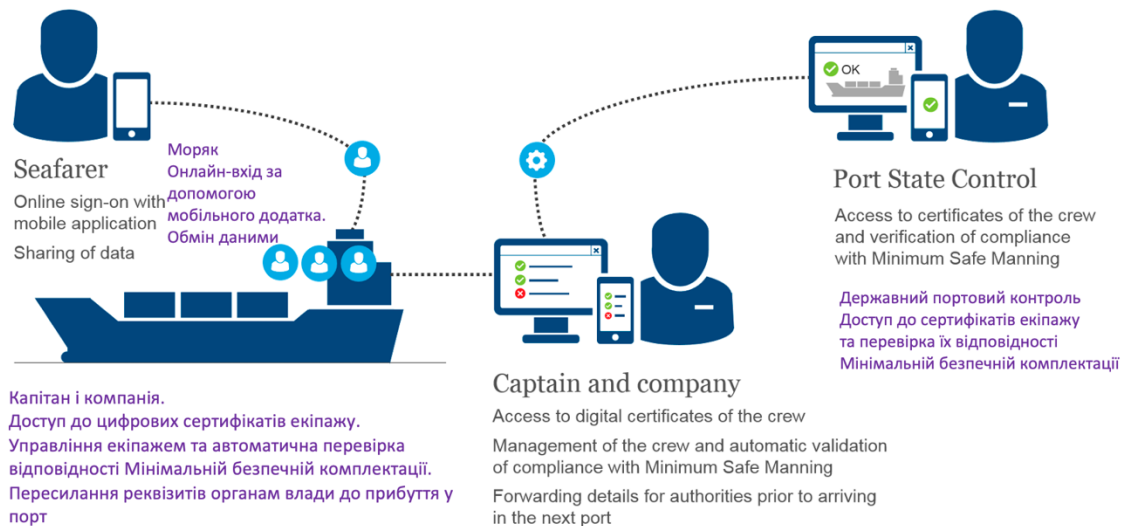 Seafarer
Online sign-on with
mobile application
Sharing of data
Моряк
Онлайн-вхід за
допомогою
мобільного додатка.
Обмін даними
OK
Port State Control
Access to certificates of the crew
and verification of compliance
with Minimum Safe Manning
Державний портовий контроль
Доступ до сертифікатів екіпажу
та перевірка їх відповідності
Мінімальній безпечній комплектації
Капітан і компанія.
Доступ до цифрових сертифікатів екіпажу.
Управління екіпажем та автоматична перевірка
відповідності Мінімальній безпечній комплектації.
Пересилання реквізитів органам влади до прибуття у
порт
Captain and company
Access to digital certificates of the crew
Management of the crew and automatic validation
of compliance with Minimum Safe Manning
Forwarding details for authorities prior to arriving
in the next port